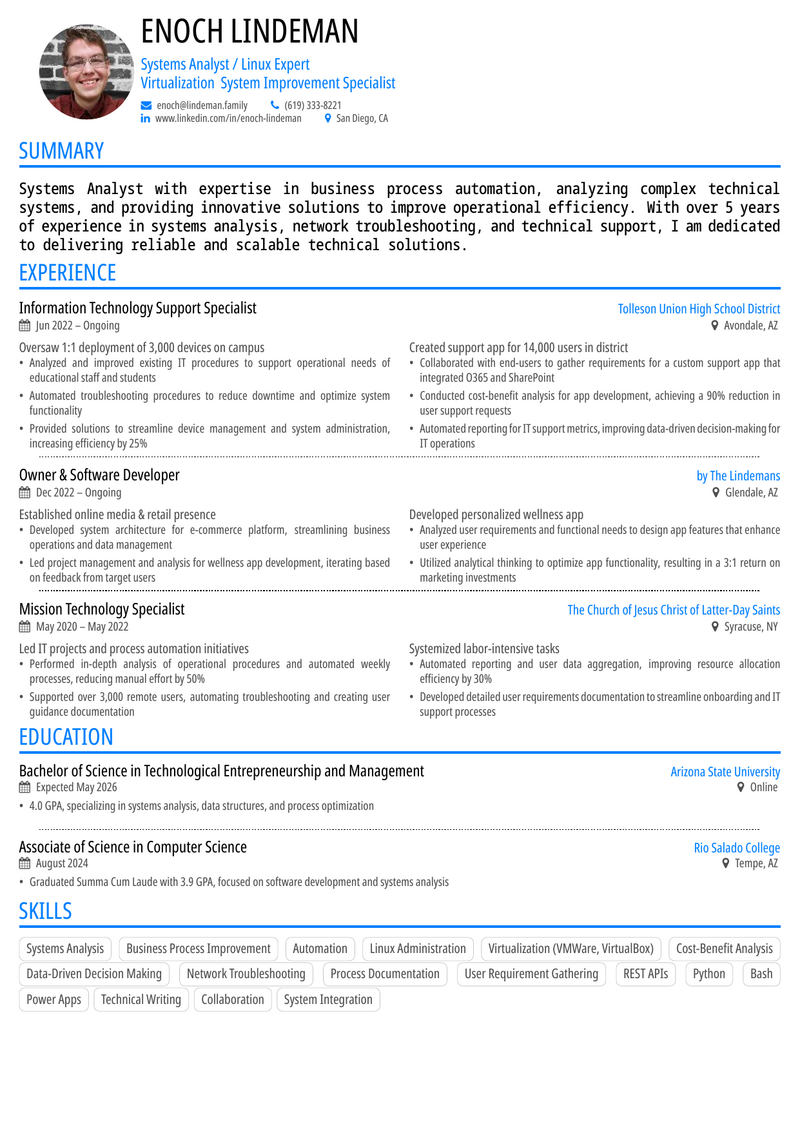 ENOCH LINDEMAN
Systems Analyst / Linux Expert
Virtualization System Improvement Specialist
enoch@lindeman.family (619) 333-8221
www.linkedin.com/in/enoch-lindeman San Diego, CA
SUMMARY
Systems Analyst with expertise in business process automation, analyzing complex technical
systems, and providing innovative solutions to improve operational efficiency. With over 5 years
of experience in systems analysis, network troubleshooting, and technical support, I am dedicated
to delivering reliable and scalable technical solutions.
EXPERIENCE
Information Technology Support Specialist Tolleson Union High School District
Jun 2022 – Ongoing Avondale, AZ
Oversaw 1:1 deployment of 3,000 devices on campus
• Analyzed and improved existing IT procedures to support operational needs of
educational staff and students
• Automated troubleshooting procedures to reduce downtime and optimize system
functionality
• Provided solutions to streamline device management and system administration,
increasing efficiency by 25%
Created support app for 14,000 users in district
• Collaborated with end-users to gather requirements for a custom support app that
integrated O365 and SharePoint
• Conducted cost-benefit analysis for app development, achieving a 90% reduction in
user support requests
• Automated reporting for IT support metrics, improving data-driven decision-making for
IT operations
Owner & Software Developer by The Lindemans
Dec 2022 – Ongoing Glendale, AZ
Established online media & retail presence
• Developed system architecture for e-commerce platform, streamlining business
operations and data management
• Led project management and analysis for wellness app development, iterating based
on feedback from target users
Developed personalized wellness app
• Analyzed user requirements and functional needs to design app features that enhance
user experience
• Utilized analytical thinking to optimize app functionality, resulting in a 3:1 return on
marketing investments
Mission Technology Specialist The Church of Jesus Christ of Latter-Day Saints
May 2020 – May 2022 Syracuse, NY
Led IT projects and process automation initiatives
• Performed in-depth analysis of operational procedures and automated weekly
processes, reducing manual effort by 50%
• Supported over 3,000 remote users, automating troubleshooting and creating user
guidance documentation
Systemized labor-intensive tasks
• Automated reporting and user data aggregation, improving resource allocation
efficiency by 30%
• Developed detailed user requirements documentation to streamline onboarding and IT
support processes
EDUCATION
Bachelor of Science in Technological Entrepreneurship and Management Arizona State University
Expected May 2026 Online
• 4.0 GPA, specializing in systems analysis, data structures, and process optimization
Associate of Science in Computer Science Rio Salado College
August 2024 Tempe, AZ
• Graduated Summa Cum Laude with 3.9 GPA, focused on software development and systems analysis
SKILLS
Systems Analysis Business Process Improvement Automation Linux Administration Virtualization (VMWare, VirtualBox) Cost-Benefit Analysis
Data-Driven Decision Making Network Troubleshooting Process Documentation User Requirement Gathering REST APIs Python Bash
Power Apps Technical Writing Collaboration System Integration